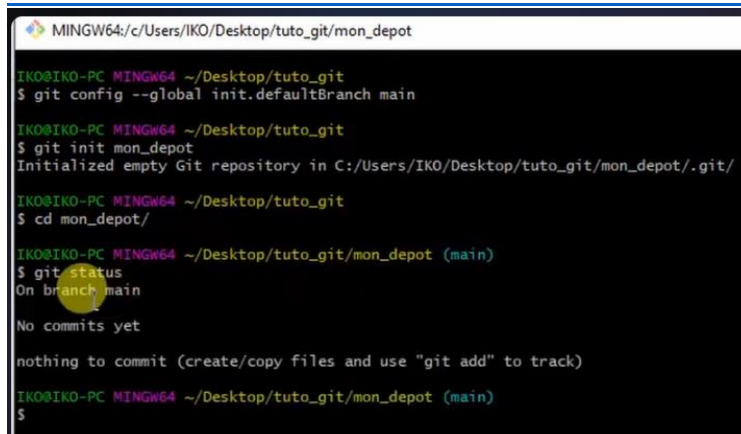 MINGW64:/c/Users/IKO/Desktop/tuto_git/mon_depot
IKO@IKO-PC MINGW64 ~/Desktop/tuto_git
$ git config --global init.defaultBranch main
IKO@IKO-PC MINGW64 ~/Desktop/tuto_git
$ git init mon_depot
Initialized empty Git repository in C:/Users/IKO/Desktop/tuto_git/mon_depot/.git/
IKO@IKO-PC MINGW64 ~/Desktop/tuto_git
$ cd mon_depot/
IKO@IKO-PC MINGW64 ~/Desktop/tuto_git/mon_depot (main)
$ git status
On branch main
No commits yet
nothing to commit (create/copy files and use "git add" to track)
IKO@IKO-PC MINGW64 ~/Desktop/tuto_git/mon_depot (main)
$